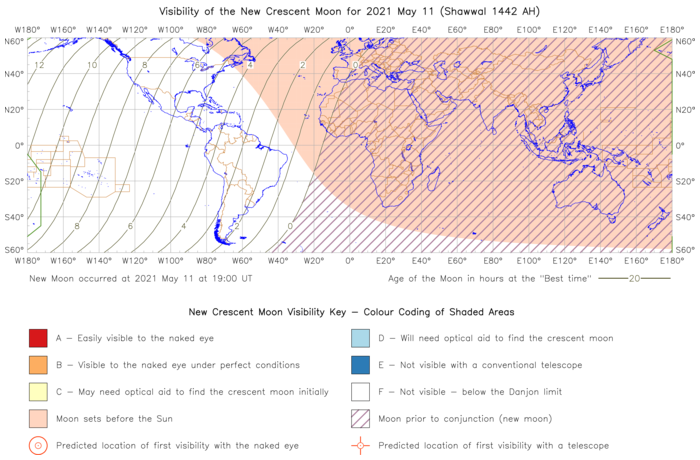 Visibility of the New Crescent Moon for 2021 May 11 (Shawwal 1442 AH)
W180° W160° W140° W120° W100° W80° W60° W40° W20° 0° E20° E40° E60° E80° E100° E120° E140° E160° E180°
N60° N60°
12 10 8 6 4 2 0
N40° N40°
N20° N20°
0° 0°
S20° S20°
S40° S40°
8 6 4 2 0
S60° S60°
W180° W160° W140° W120° W100° W80° W60° W40° W20° 0° E20° E40° E60° E80° E100° E120° E140° E160° E180°
New Moon occurred at 2021 May 11 at 19:00 UT
Age of the Moon in hours at the "Best time" 20
New Crescent Moon Visibility Key – Colour Coding of Shaded Areas
A – Easily visible to the naked eye
D – Will need optical aid to find the crescent moon
B – Visible to the naked eye under perfect conditions
E – Not visible with a conventional telescope
C – May need optical aid to find the crescent moon initially
F – Not visible – below the Danjon limit
Moon sets before the Sun
Moon prior to conjunction (new moon)
Predicted location of first visibility with the naked eye
Predicted location of first visibility with a telescope